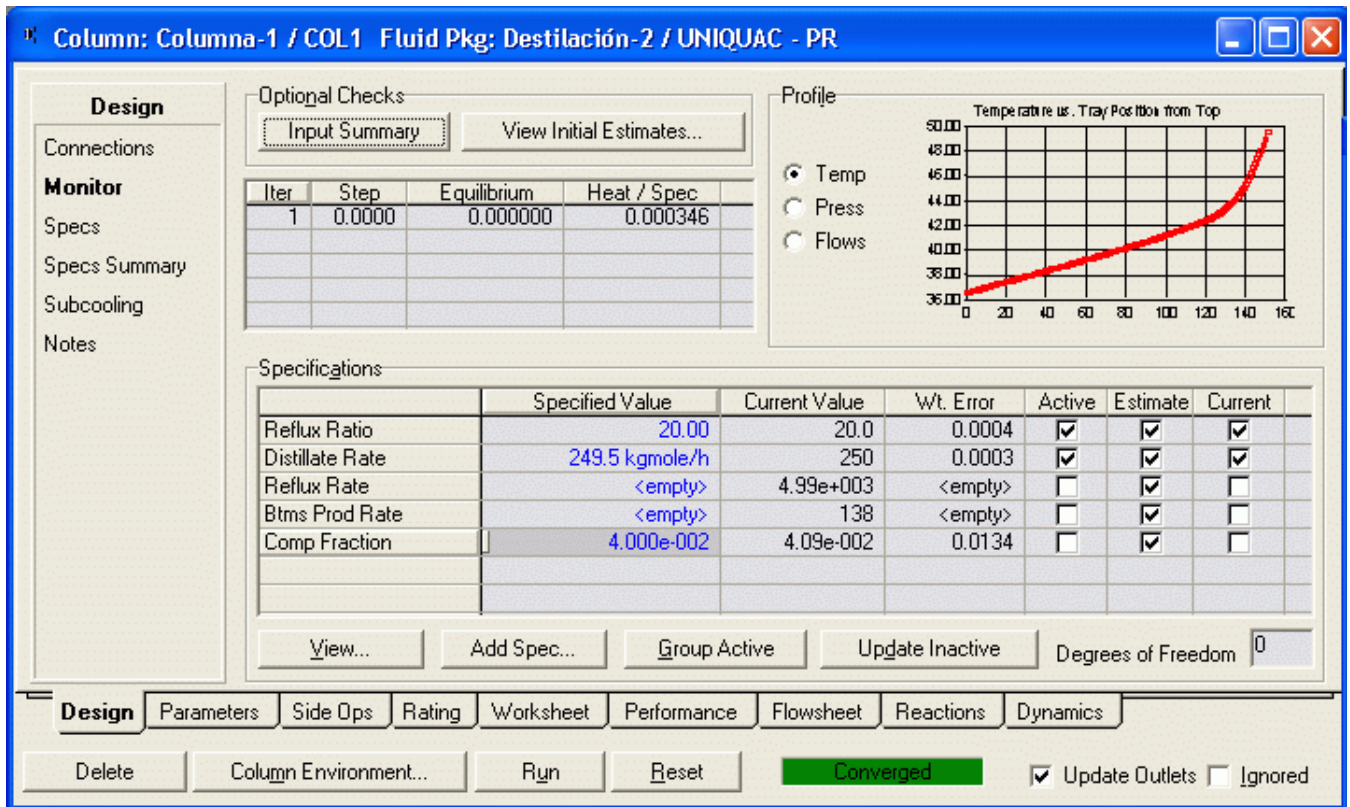 Column: Columna-1 / COL1 Fluid Pkg: Destilación-2 / UNIQUAC - PR
Design
Connections
Monitor
Specs
Specs Summary
Subcooling
Notes
Optional Checks
Input Summary
View Initial Estimates...
Iter Step Equilibrium Heat / Spec
1 0.0000 0.000000 0.000346
Profile
Temp
Press
Flows
Temperature vs. Tray Position from Top
50.00
48.00
46.00
44.00
42.00
40.00
38.00
36.00
0 20 40 60 80 100 120 140 160
Specifications
Specified Value Current Value Wt. Error Active Estimate Current
Reflux Ratio 20.00 20.0 0.0004
Distillate Rate 249.5 kgmole/h 250 0.0003
Reflux Rate <empty> 4.99e+003 <empty>
Btms Prod Rate <empty> 138 <empty>
Comp Fraction 4.000e-002 4.09e-002 0.0134
View... Add Spec... Group Active Update Inactive Degrees of Freedom 0
Design Parameters Side Ops Rating Worksheet Performance Flowsheet Reactions Dynamics
Delete Column Environment... Run Reset Converged Update Outlets Ignored